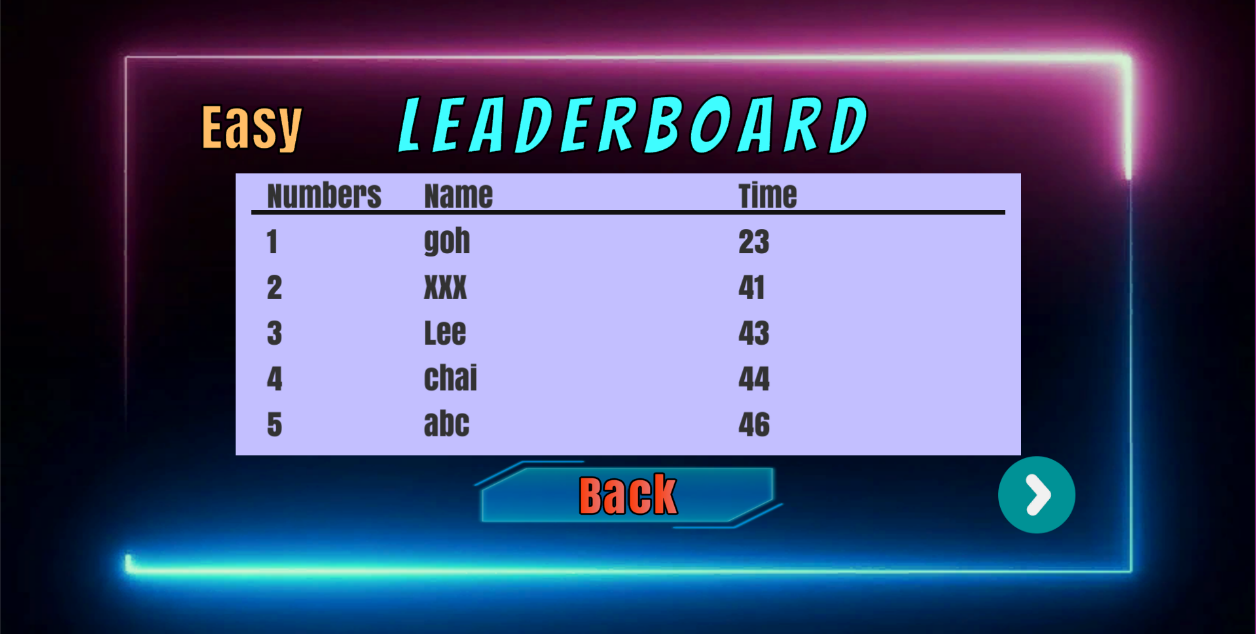 Easy LEADERBOARD
Numbers Name Time
1 goh 23
2 XXX 41
3 Lee 43
4 chai 44
5 abc 46
Back